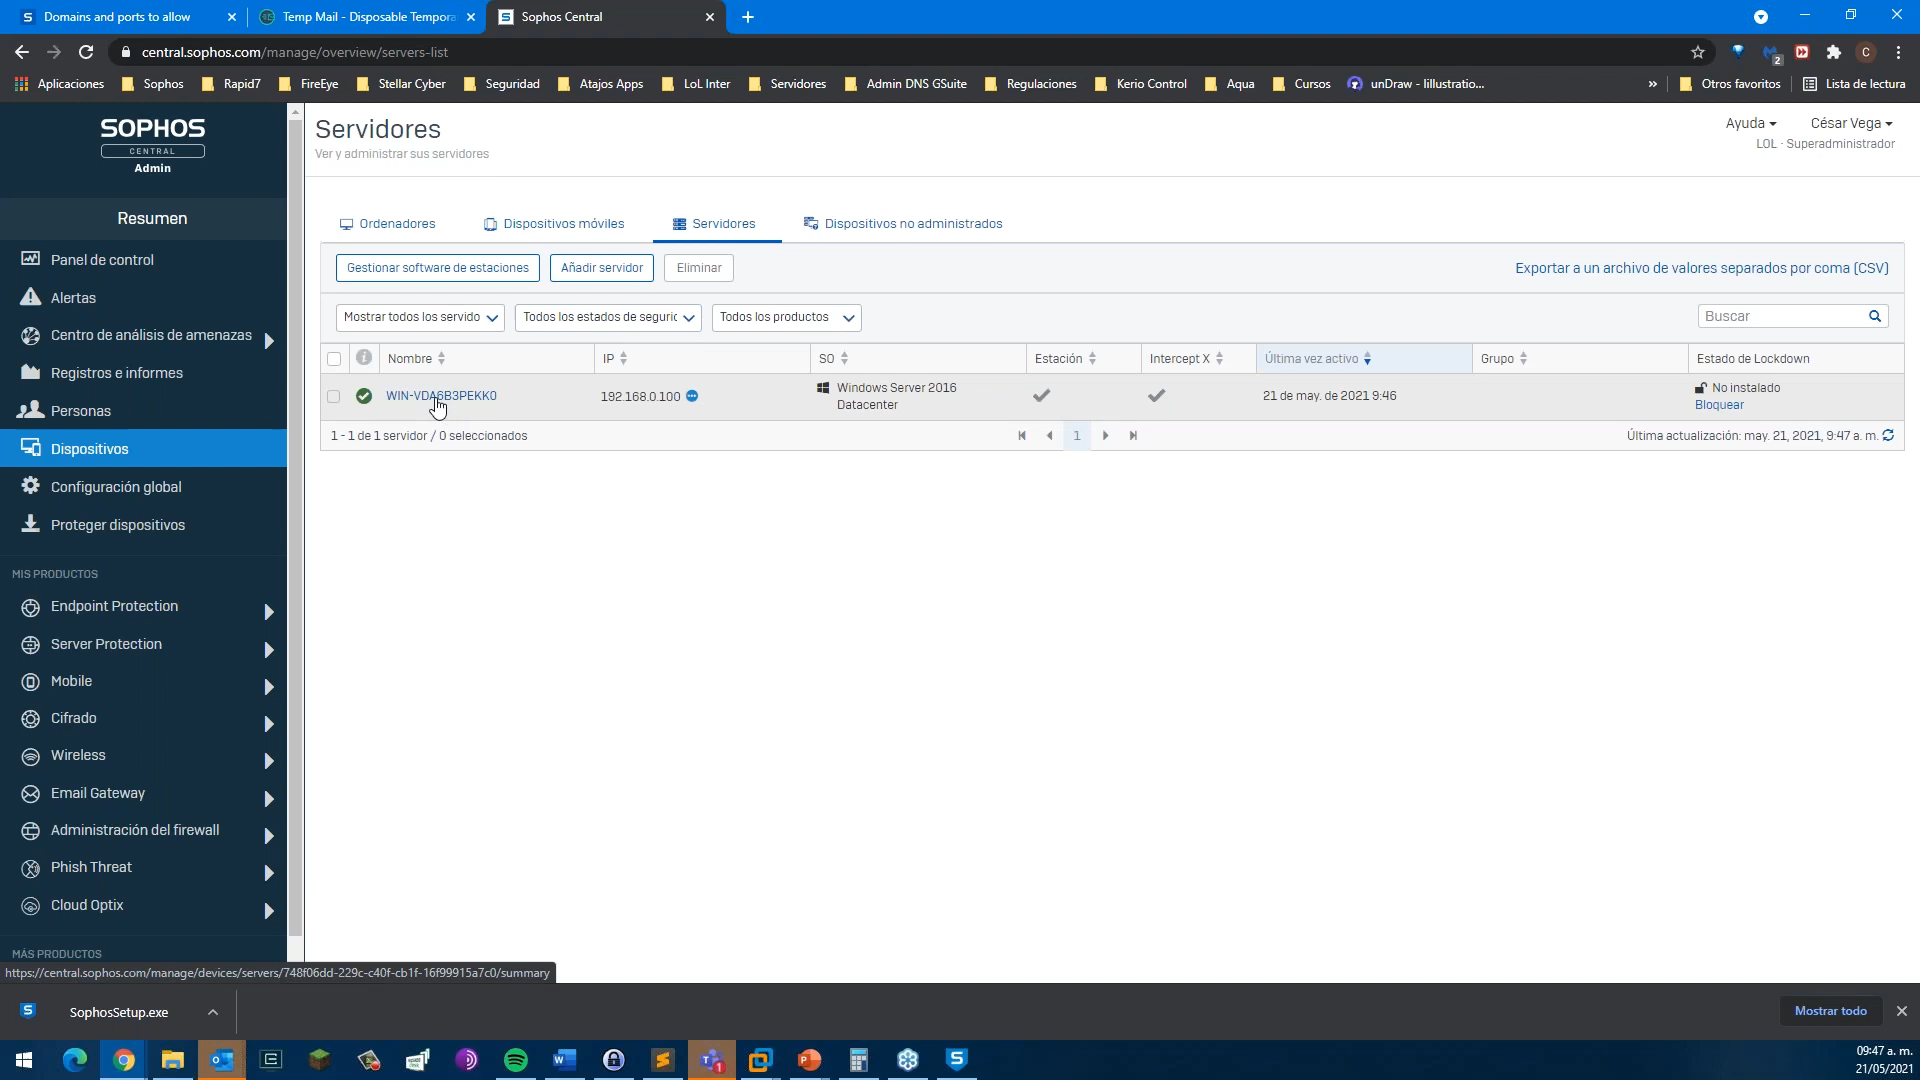 Domains and ports to allow
Temp Mail - Disposable Tempora
Sophos Central
central.sophos.com/manage/overview/servers-list
Aplicaciones
Sophos
Rapid7
FireEye
Stellar Cyber
Seguridad
Atajos Apps
LoL Inter
Servidores
Admin DNS GSuite
Regulaciones
Kerio Control
Aqua
Cursos
unDraw - Iillustratio...
»
Otros favoritos
Lista de lectura
2
C
SOPHOS
CENTRAL
Admin
Resumen
Panel de control
Alertas
Centro de análisis de amenazas
Registros e informes
Personas
Dispositivos
Configuración global
Proteger dispositivos
MIS PRODUCTOS
Endpoint Protection
Server Protection
Mobile
Cifrado
Wireless
Email Gateway
Administración del firewall
Phish Threat
Cloud Optix
MÁS PRODUCTOS
Servidores
Ver y administrar sus servidores
Ayuda
César Vega
LOL · Superadministrador
Ordenadores
Dispositivos móviles
Servidores
Dispositivos no administrados
Gestionar software de estaciones
Añadir servidor
Eliminar
Exportar a un archivo de valores separados por coma (CSV)
Mostrar todos los servido
Todos los estados de seguric
Todos los productos
Buscar
Nombre
IP
SO
Estación
Intercept X
Última vez activo
Grupo
Estado de Lockdown
WIN-VDA6B3PEKK0
192.168.0.100
Windows Server 2016
Datacenter
21 de may. de 2021 9:46
No instalado
Bloquear
1 - 1 de 1 servidor / 0 seleccionados
1
Última actualización: may. 21, 2021, 9:47 a. m.
https://central.sophos.com/manage/devices/servers/748f06dd-229c-c40f-cb1f-16f99915a7c0/summary
SophosSetup.exe
Mostrar todo
09:47 a. m.
21/05/2021